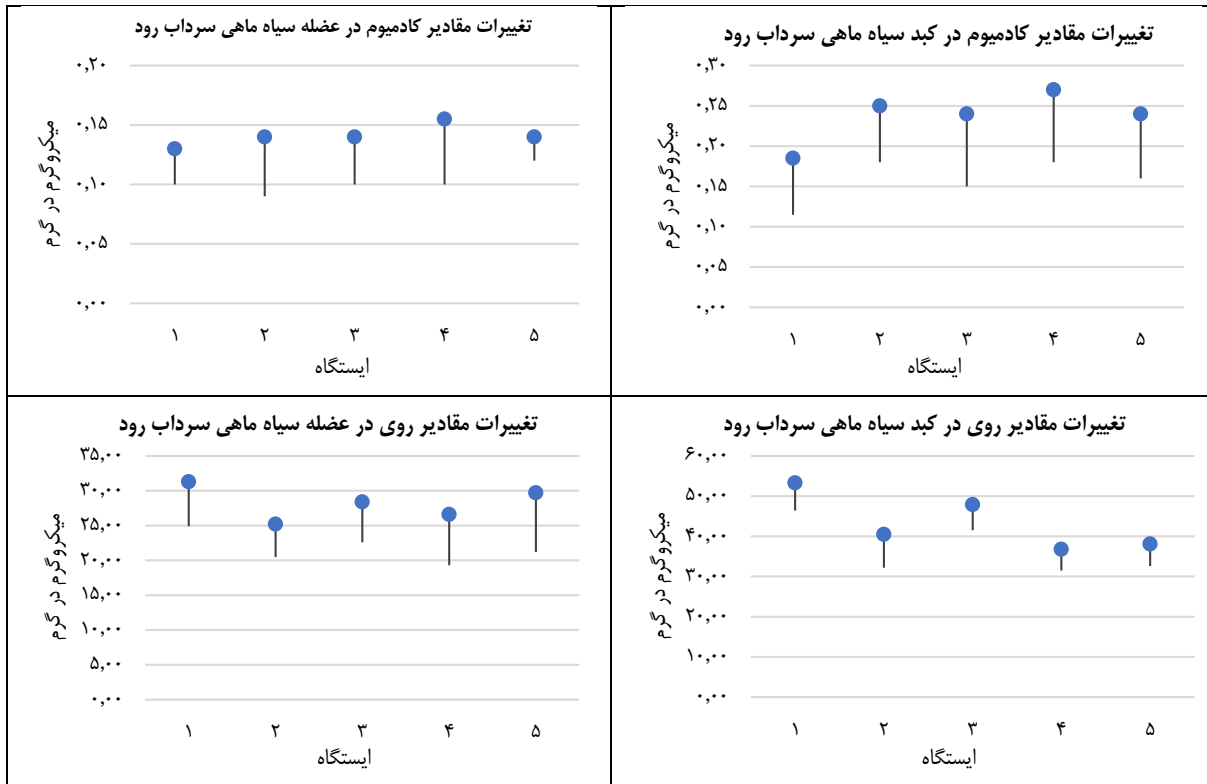 تغییرات مقادیر کادمیوم در کبد سیاه ماهی سرداب رود
۰,۳۰
۰,۲۵
۰,۲۰
۰,۱۵
۰,۱۰
۰,۰۵
۰,۰۰
میکروگرم در گرم
۱ ۲ ۳ ۴ ۵
ایستگاه
تغییرات مقادیر کادمیوم در عضله سیاه ماهی سرداب رود
۰,۲۰
۰,۱۵
۰,۱۰
۰,۰۵
۰,۰۰
میکروگرم در گرم
۱ ۲ ۳ ۴ ۵
ایستگاه
تغییرات مقادیر روی در کبد سیاه ماهی سرداب رود
۶۰,۰۰
۵۰,۰۰
۴۰,۰۰
۳۰,۰۰
۲۰,۰۰
۱۰,۰۰
۰,۰۰
میکروگرم در گرم
۱ ۲ ۳ ۴ ۵
ایستگاه
تغییرات مقادیر روی در عضله سیاه ماهی سرداب رود
۳۵,۰۰
۳۰,۰۰
۲۵,۰۰
۲۰,۰۰
۱۵,۰۰
۱۰,۰۰
۵,۰۰
۰,۰۰
میکروگرم در گرم
۱ ۲ ۳ ۴ ۵
ایستگاه